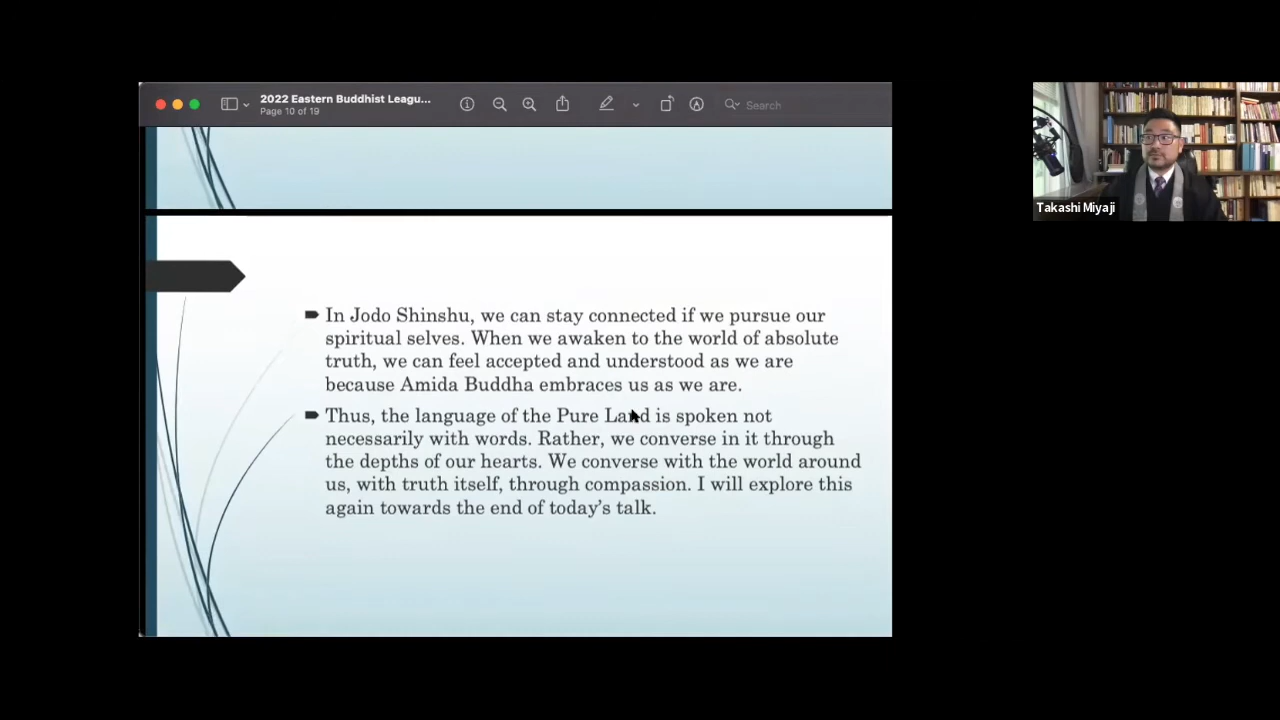 2022 Eastern Buddhist Leagu...
Page 10 of 19
Search
Takashi Miyaji
In Jodo Shinshu, we can stay connected if we pursue our
spiritual selves. When we awaken to the world of absolute
truth, we can feel accepted and understood as we are
because Amida Buddha embraces us as we are.
Thus, the language of the Pure Land is spoken not
necessarily with words. Rather, we converse in it through
the depths of our hearts. We converse with the world around
us, with truth itself, through compassion. I will explore this
again towards the end of today's talk.